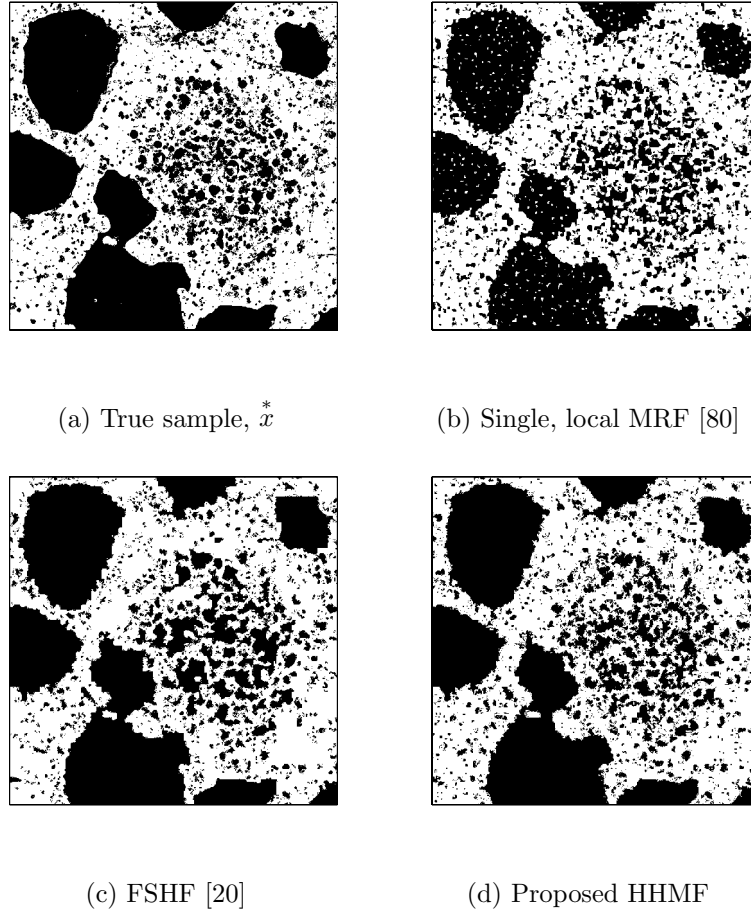 (a) True sample, x̽
(b) Single, local MRF [80]
(c) FSHF [20]
(d) Proposed HHMF